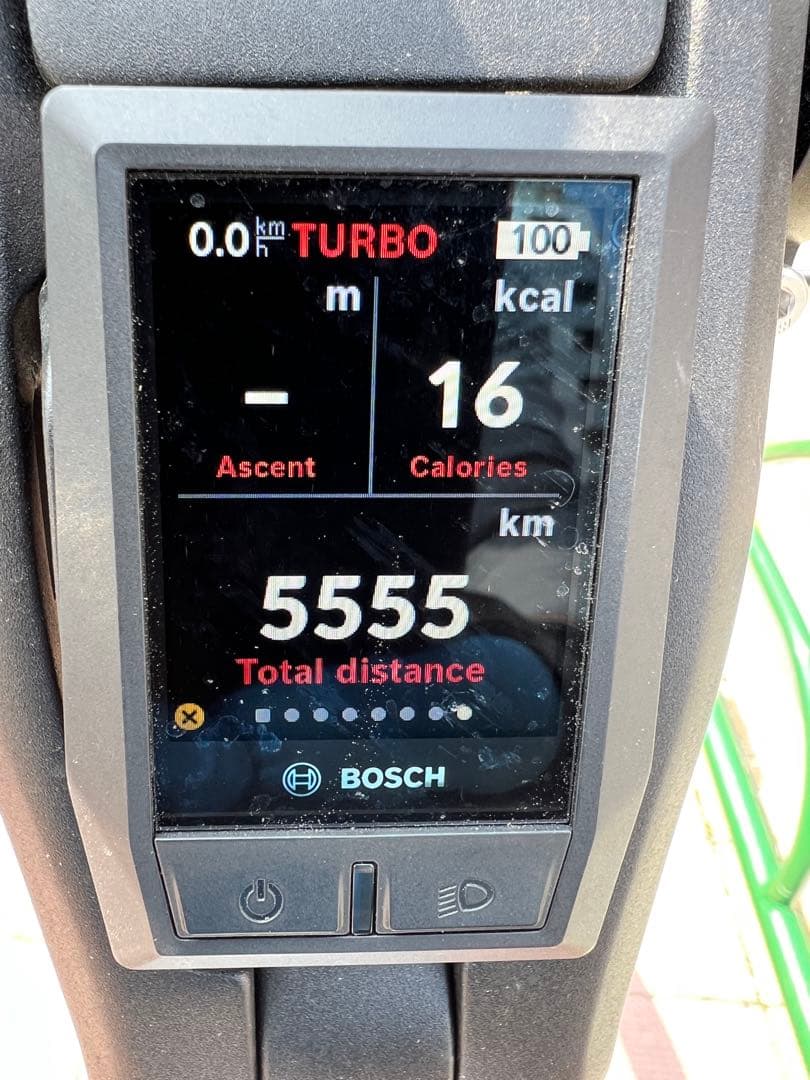 0.0 km/h TURBO 100
m kcal
– 16
Ascent Calories
km
5555
Total distance
BOSCH